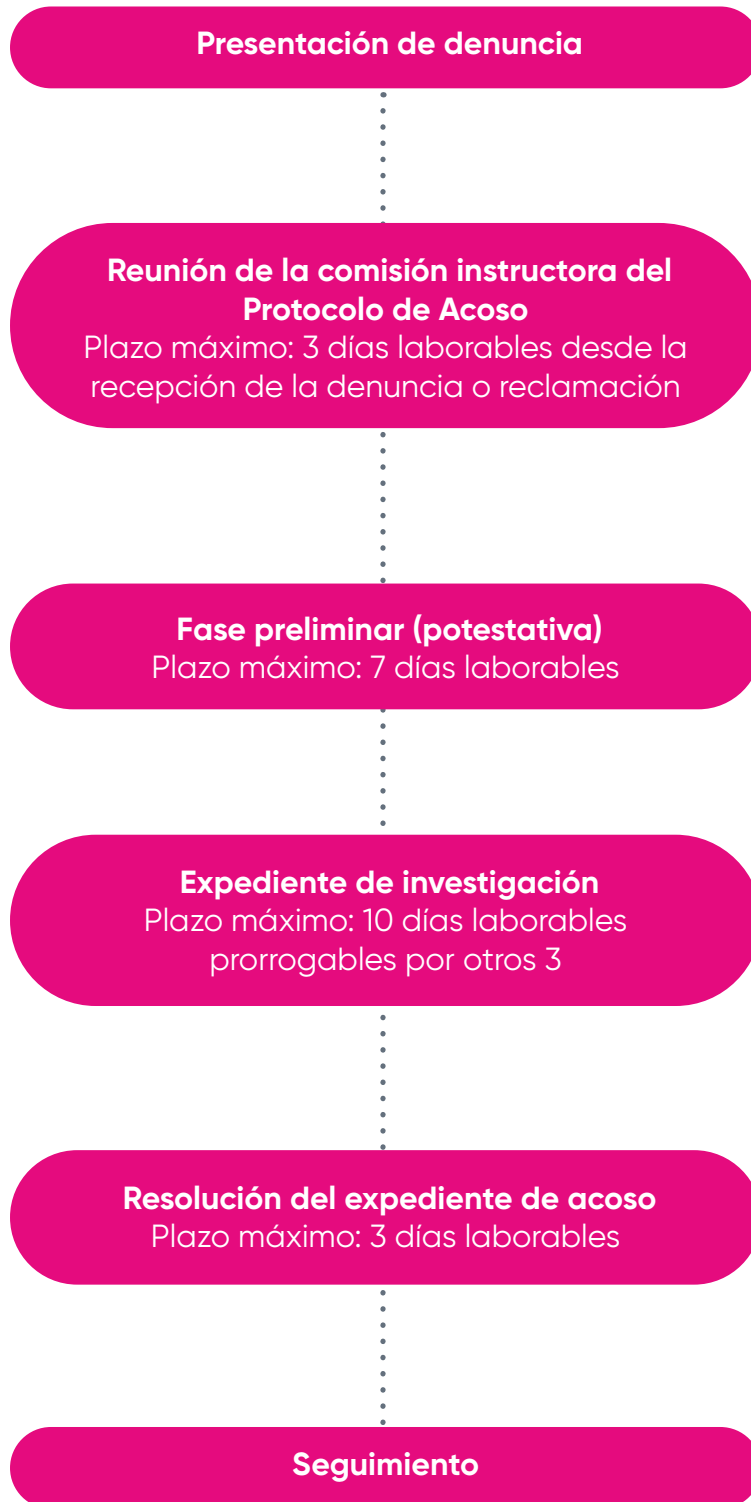 Presentación de denuncia
Reunión de la comisión instructora del
Protocolo de Acoso
Plazo máximo: 3 días laborables desde la
recepción de la denuncia o reclamación
Fase preliminar (potestativa)
Plazo máximo: 7 días laborables
Expediente de investigación
Plazo máximo: 10 días laborables
prorrogables por otros 3
Resolución del expediente de acoso
Plazo máximo: 3 días laborables
Seguimiento